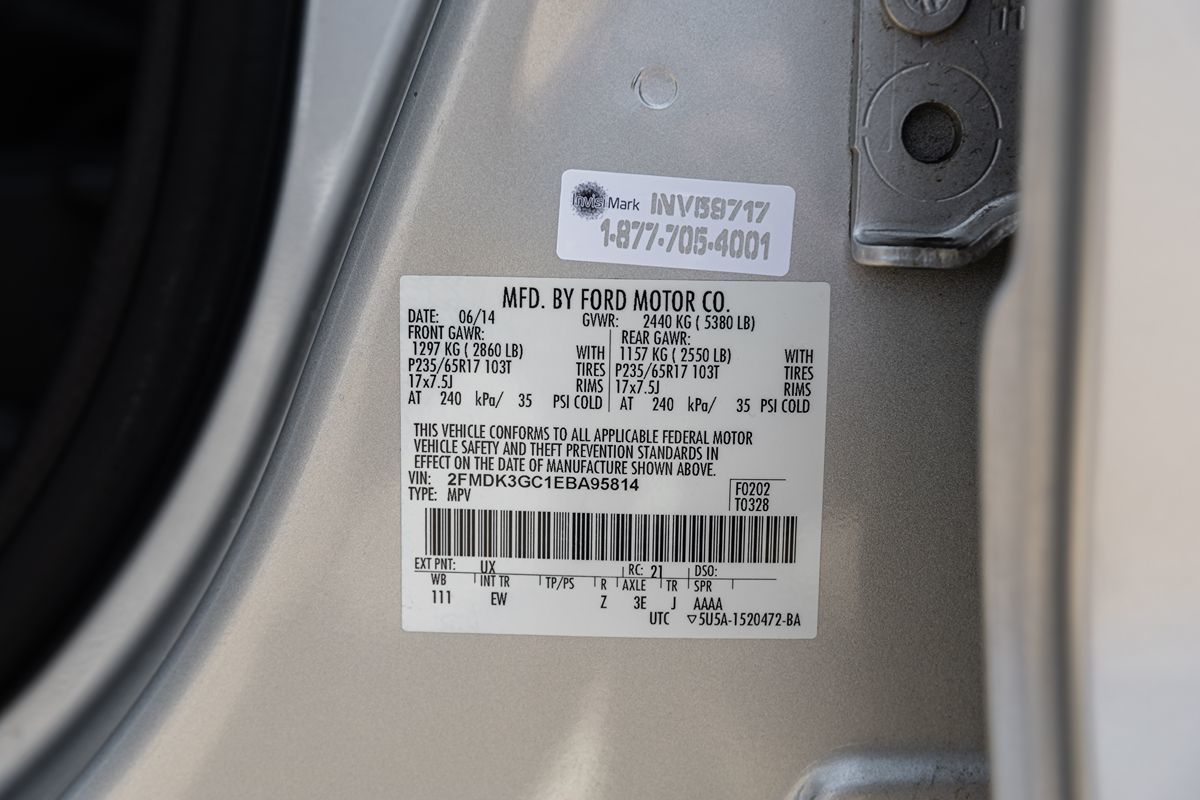 InvisiMark INV59717
1-877-705-4001
MFD. BY FORD MOTOR CO.
DATE: 06/14 GVWR: 2440 KG ( 5380 LB)
FRONT GAWR: REAR GAWR:
1297 KG ( 2860 LB) WITH 1157 KG ( 2550 LB) WITH
P235/65R17 103T TIRES P235/65R17 103T TIRES
17x7.5J RIMS 17x7.5J RIMS
AT 240 kPa/ 35 PSI COLD AT 240 kPa/ 35 PSI COLD
THIS VEHICLE CONFORMS TO ALL APPLICABLE FEDERAL MOTOR
VEHICLE SAFETY AND THEFT PREVENTION STANDARDS IN
EFFECT ON THE DATE OF MANUFACTURE SHOWN ABOVE.
VIN: 2FMDK3GC1EBA95814
TYPE: MPV F0202
T0328
EXT PNT: UX RC: 21 DSO:
WB INT TR TP/PS R AXLE TR SPR
111 EW Z 3E J AAAA
UTC ▽5U5A-1520472-BA